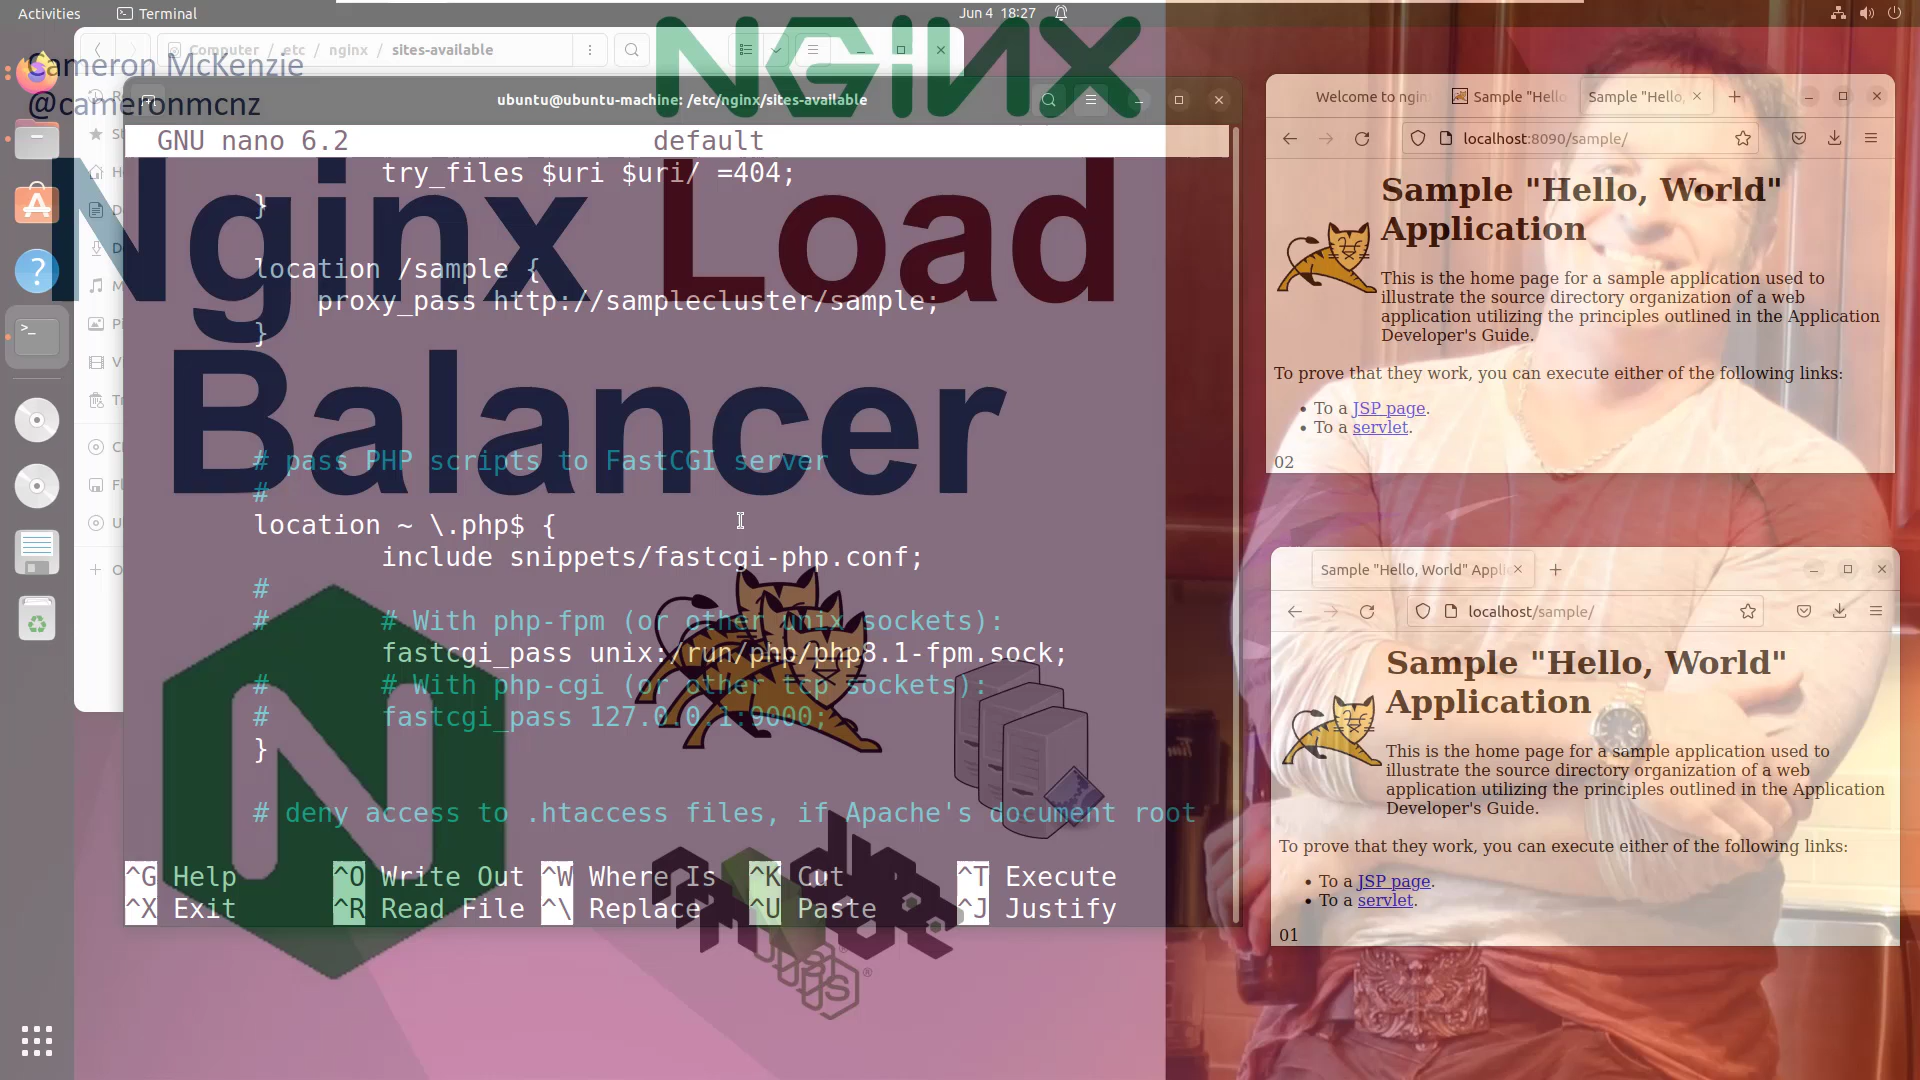 Activities
Terminal
Jun 4 18:27
Computer / etc / nginx / sites-available
Cameron McKenzie
@cameronmcnz
NGINX
ubuntu@ubuntu-machine: /etc/nginx/sites-available
GNU nano 6.2 default
try_files $uri $uri/ =404;
}
Nginx Load
Balancer
location /sample {
proxy_pass http://samplecluster/sample;
}
# pass PHP scripts to FastCGI server
#
location ~ \.php$ {
include snippets/fastcgi-php.conf;
#
# # With php-fpm (or other unix sockets):
fastcgi_pass unix:/run/php/php8.1-fpm.sock;
# # With php-cgi (or other tcp sockets):
# fastcgi_pass 127.0.0.1:9000;
}
# deny access to .htaccess files, if Apache's document root
^G Help ^O Write Out ^W Where Is ^K Cut ^T Execute
^X Exit ^R Read File ^\ Replace ^U Paste ^J Justify
N
Welcome to ngin
Sample "Hello
Sample "Hello,
localhost:8090/sample/
Sample "Hello, World"
Application
This is the home page for a sample application used to
illustrate the source directory organization of a web
application utilizing the principles outlined in the Application
Developer's Guide.
To prove that they work, you can execute either of the following links:
• To a JSP page.
• To a servlet.
02
Sample "Hello, World" Appli
localhost/sample/
Sample "Hello, World"
Application
This is the home page for a sample application used to
illustrate the source directory organization of a web
application utilizing the principles outlined in the Application
Developer's Guide.
To prove that they work, you can execute either of the following links:
• To a JSP page.
• To a servlet.
01